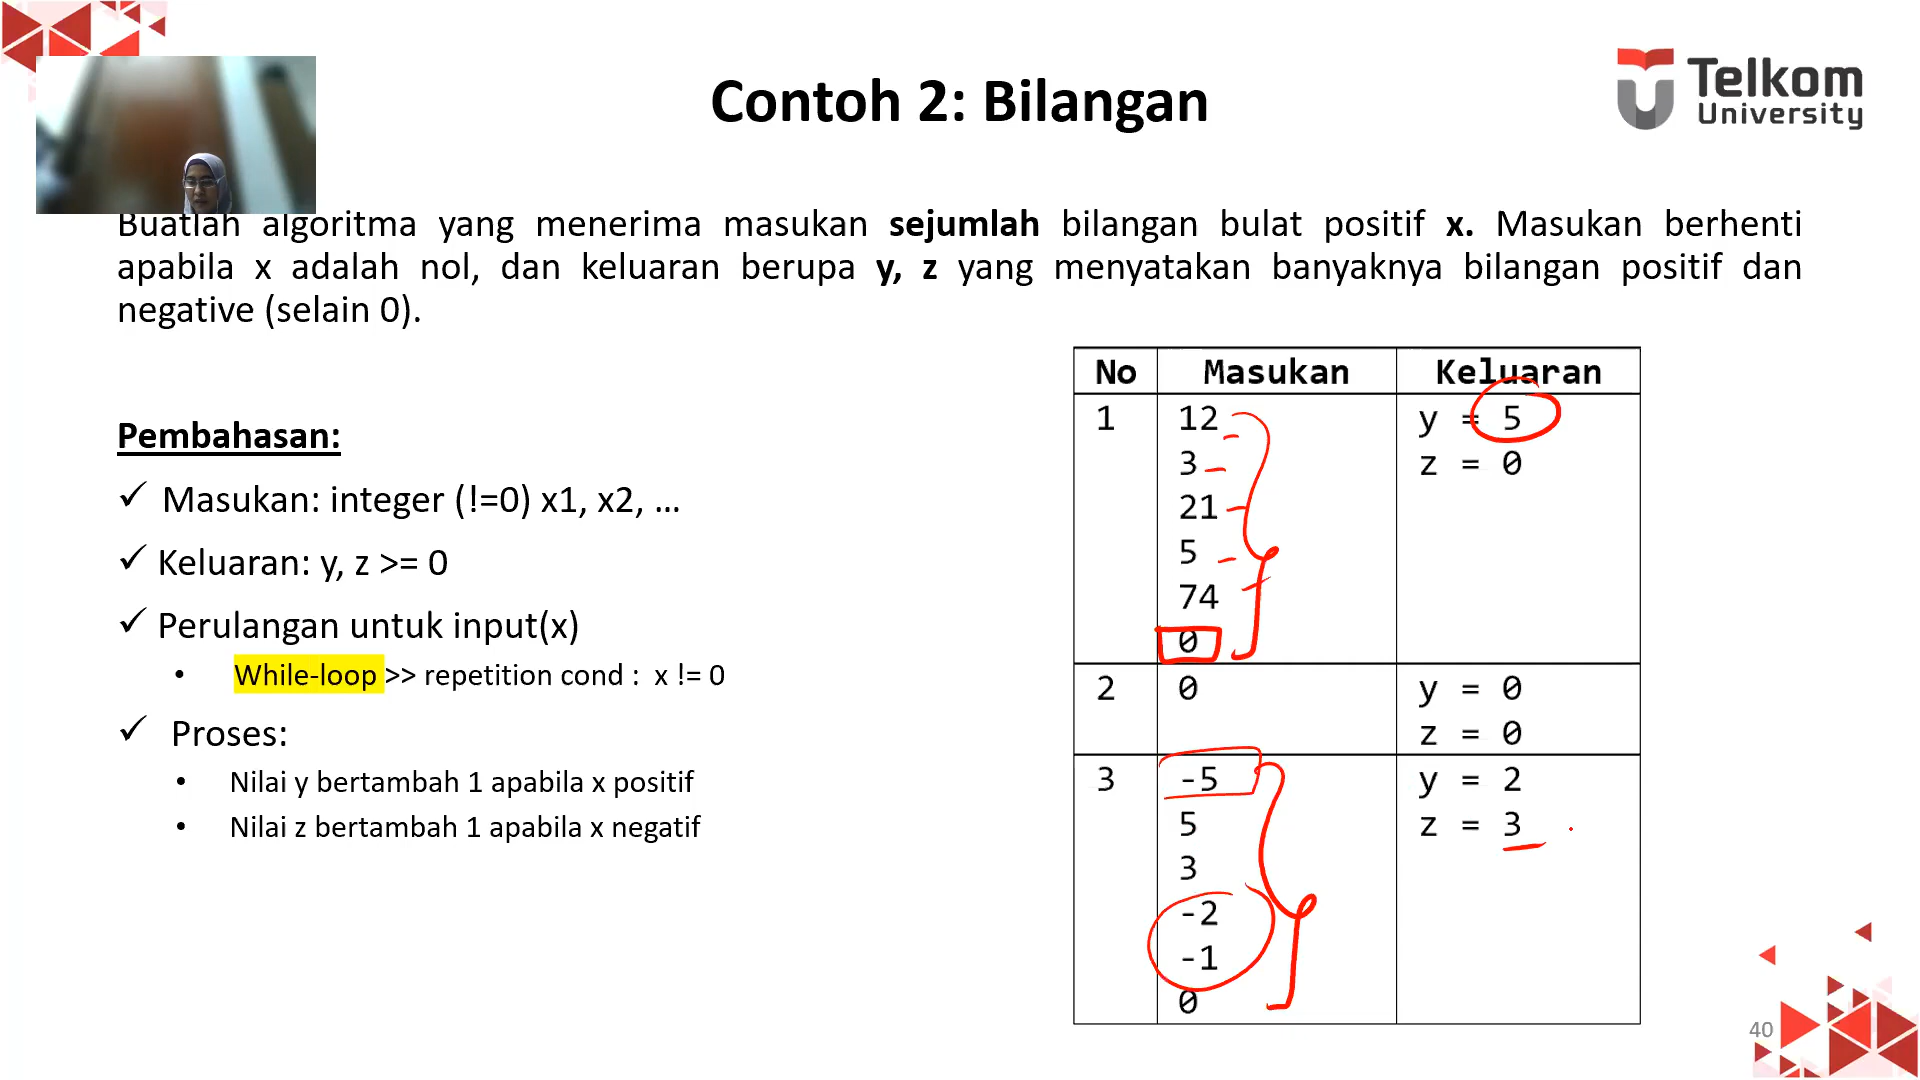 Contoh 2: Bilangan
Telkom
University
Buatlah algoritma yang menerima masukan sejumlah bilangan bulat positif x. Masukan berhenti
apabila x adalah nol, dan keluaran berupa y, z yang menyatakan banyaknya bilangan positif dan
negative (selain 0).
Pembahasan:
✓ Masukan: integer (!=0) x1, x2, ...
✓ Keluaran: y, z >= 0
✓ Perulangan untuk input(x)
• While-loop >> repetition cond : x != 0
✓ Proses:
• Nilai y bertambah 1 apabila x positif
• Nilai z bertambah 1 apabila x negatif
No Masukan Keluaran
1 12 y = 5
3 z = 0
21
5
74
0
2 0 y = 0
z = 0
3 -5 y = 2
5 z = 3
3
-2
-1
0
40